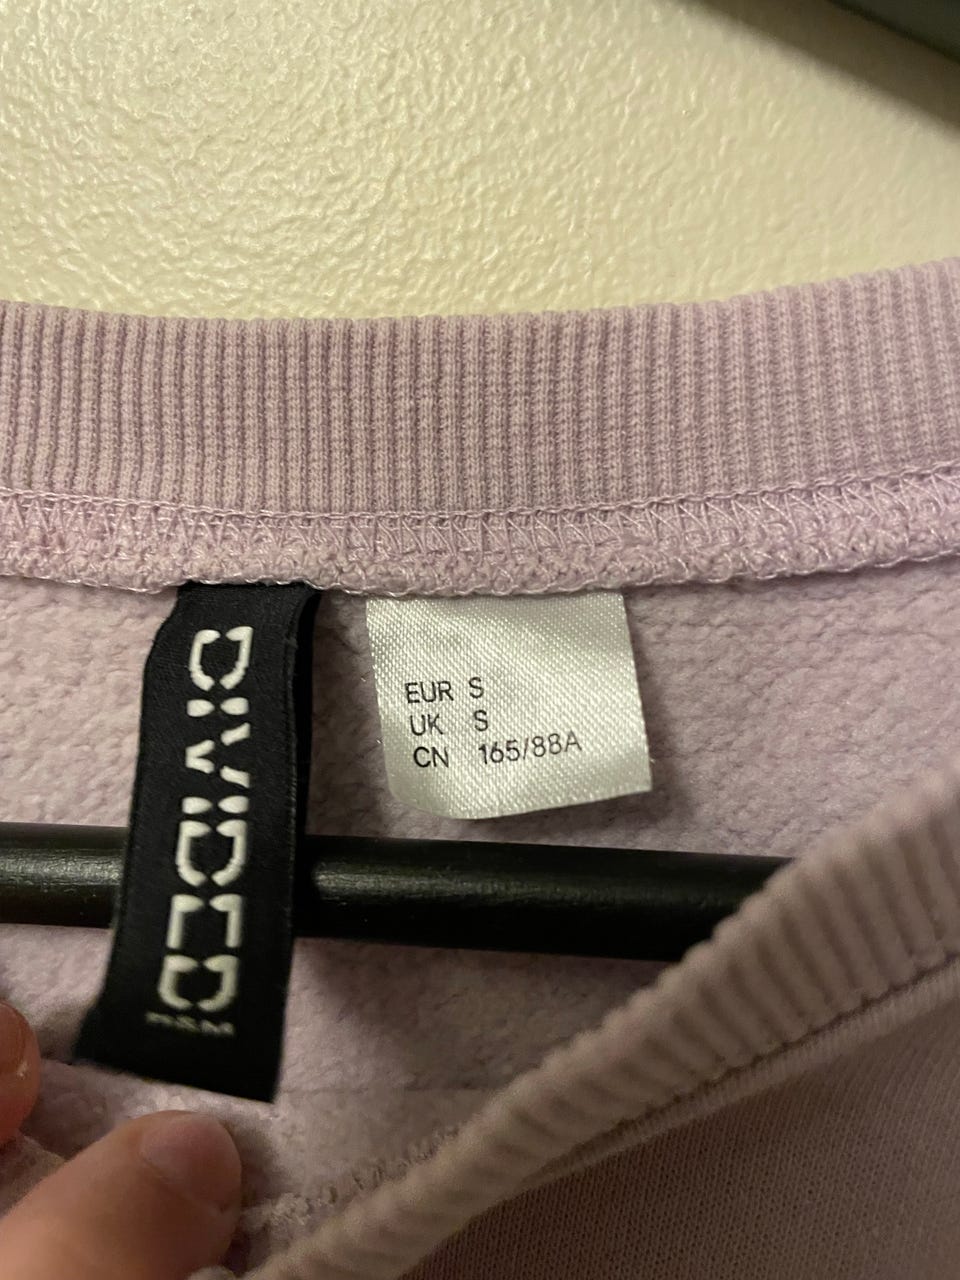 DIVIDED
H&M
EUR S
UK S
CN 165/88A